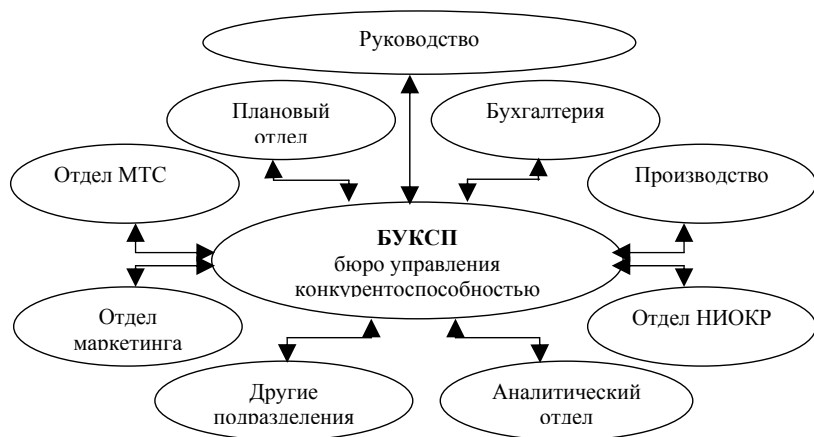 Руководство
Плановый
отдел
Бухгалтерия
Отдел МТС
Производство
БУКСП
бюро управления
конкурентоспособностью
Отдел
маркетинга
Отдел НИОКР
Другие
подразделения
Аналитический
отдел